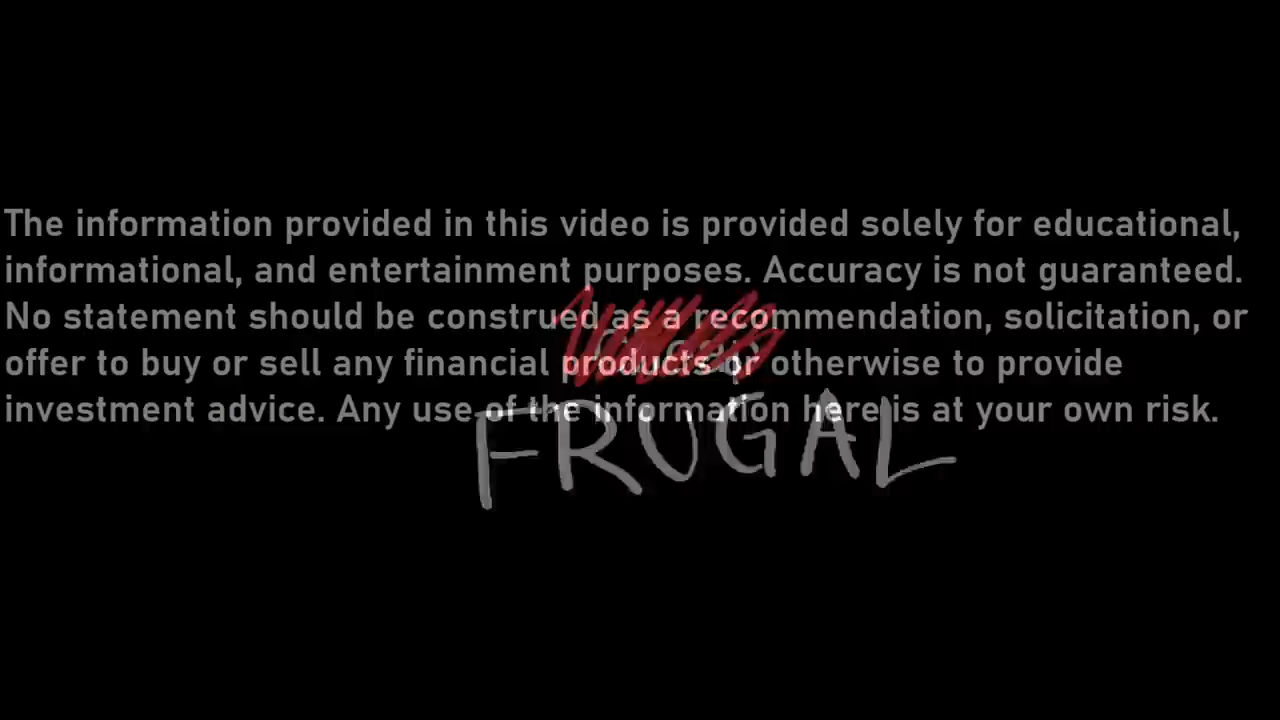 The information provided in this video is provided solely for educational,
informational, and entertainment purposes. Accuracy is not guaranteed.
No statement should be construed as a recommendation, solicitation, or
offer to buy or sell any financial products or otherwise to provide
investment advice. Any use of the information here is at your own risk.
FRUGAL